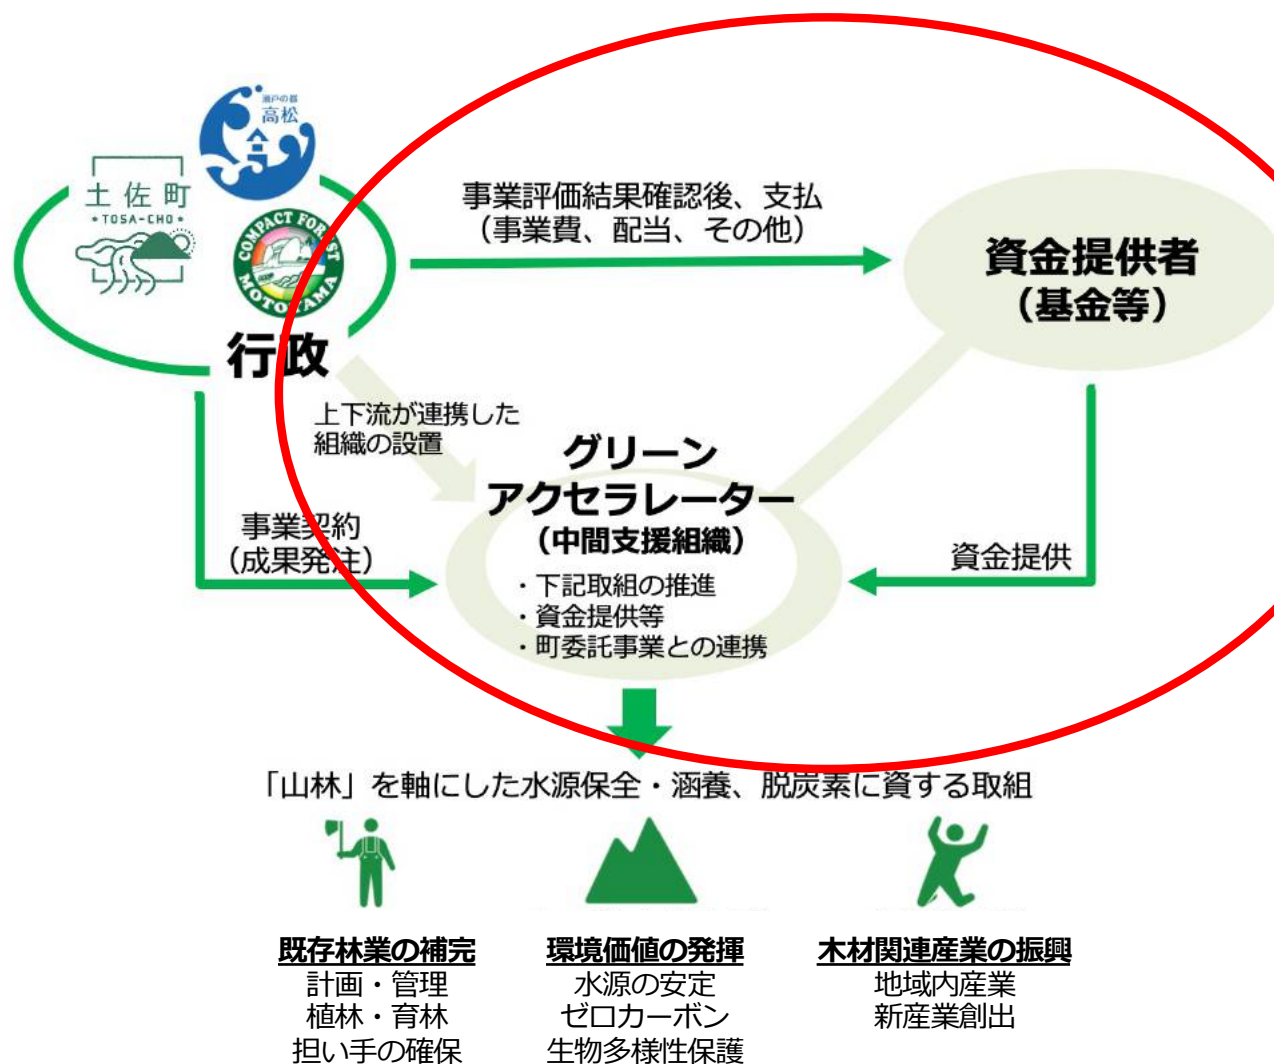 瀬戸の都
高松
土佐町
•TOSA-CHO•
COMPACT FOREST
MOTOYAMA
行政
事業評価結果確認後、支払
（事業費、配当、その他）
資金提供者
（基金等）
上下流が連携した
組織の設置
グリーン
アクセラレーター
（中間支援組織）
・下記取組の推進
・資金提供等
・町委託事業との連携
事業契約
（成果発注）
資金提供
「山林」を軸にした水源保全・涵養、脱炭素に資する取組
既存林業の補完
計画・管理
植林・育林
担い手の確保
環境価値の発揮
水源の安定
ゼロカーボン
生物多様性保護
木材関連産業の振興
地域内産業
新産業創出